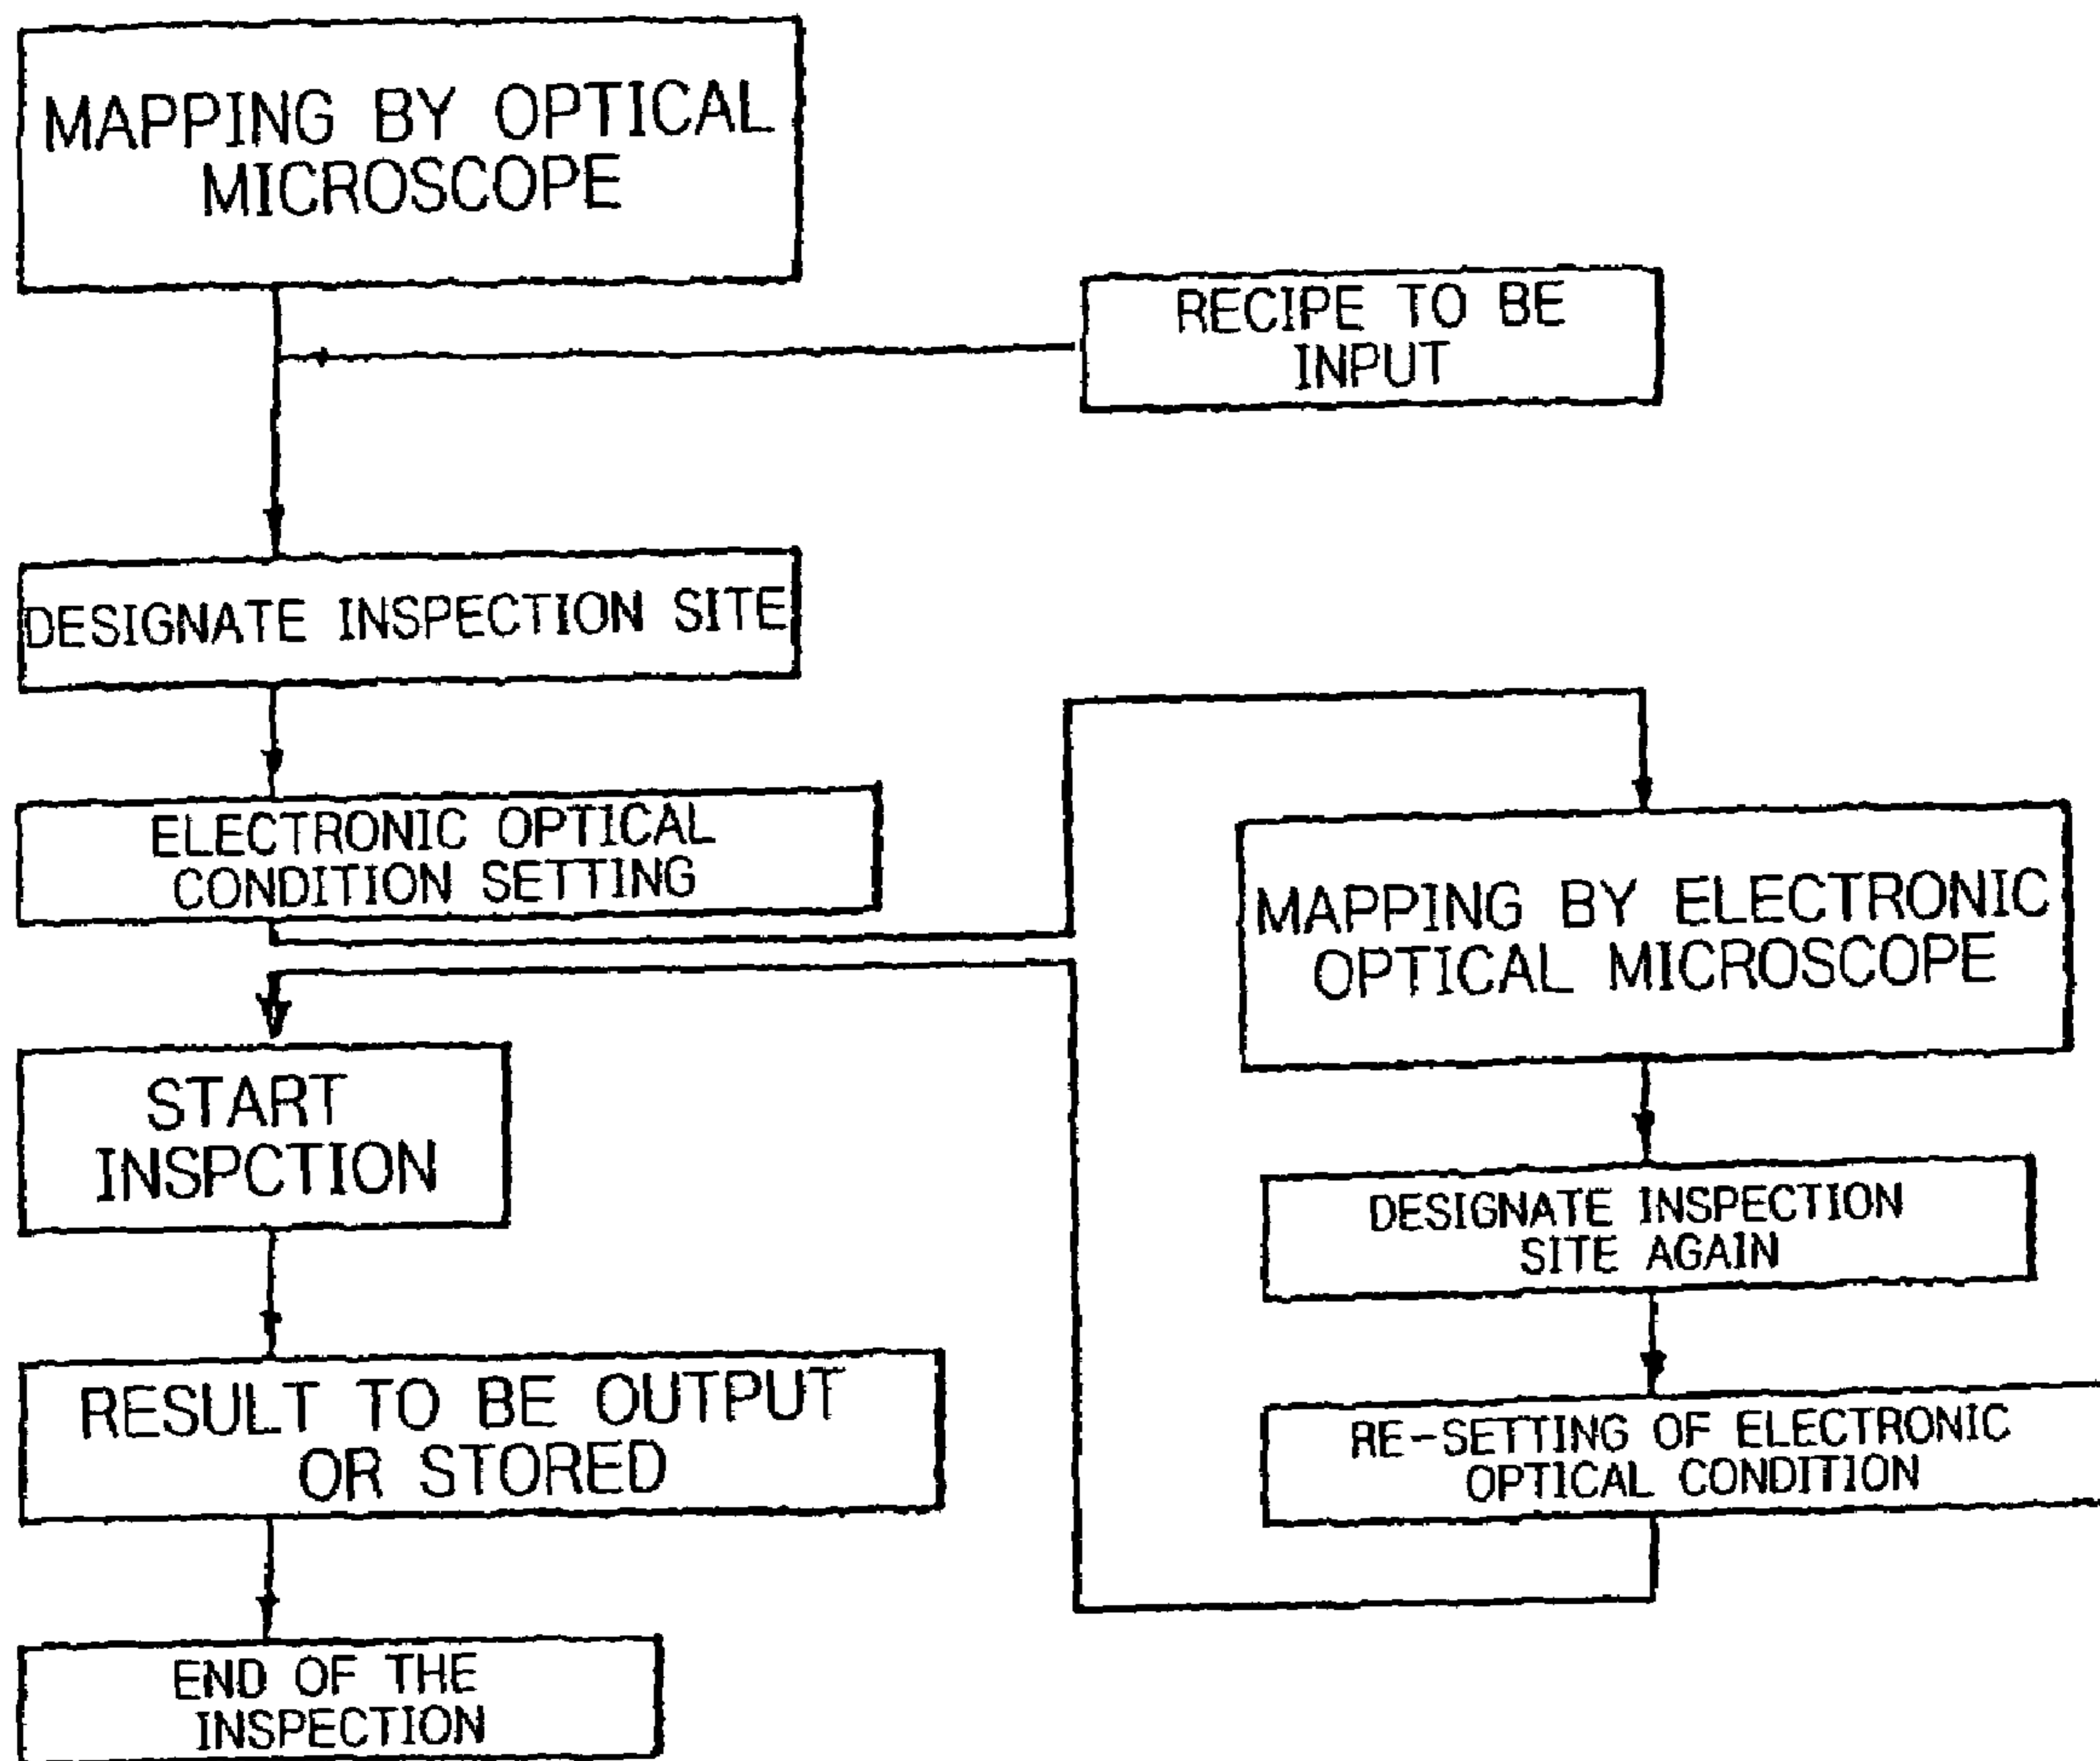 MAPPING BY OPTICAL
MICROSCOPE
RECIPE TO BE
INPUT
DESIGNATE INSPECTION SITE
ELECTRONIC OPTICAL
CONDITION SETTING
MAPPING BY ELECTRONIC
OPTICAL MICROSCOPE
START
INSPCTION
DESIGNATE INSPECTION
SITE AGAIN
RESULT TO BE OUTPUT
OR STORED
RE-SETTING OF ELECTRONIC
OPTICAL CONDITION
END OF THE
INSPECTION